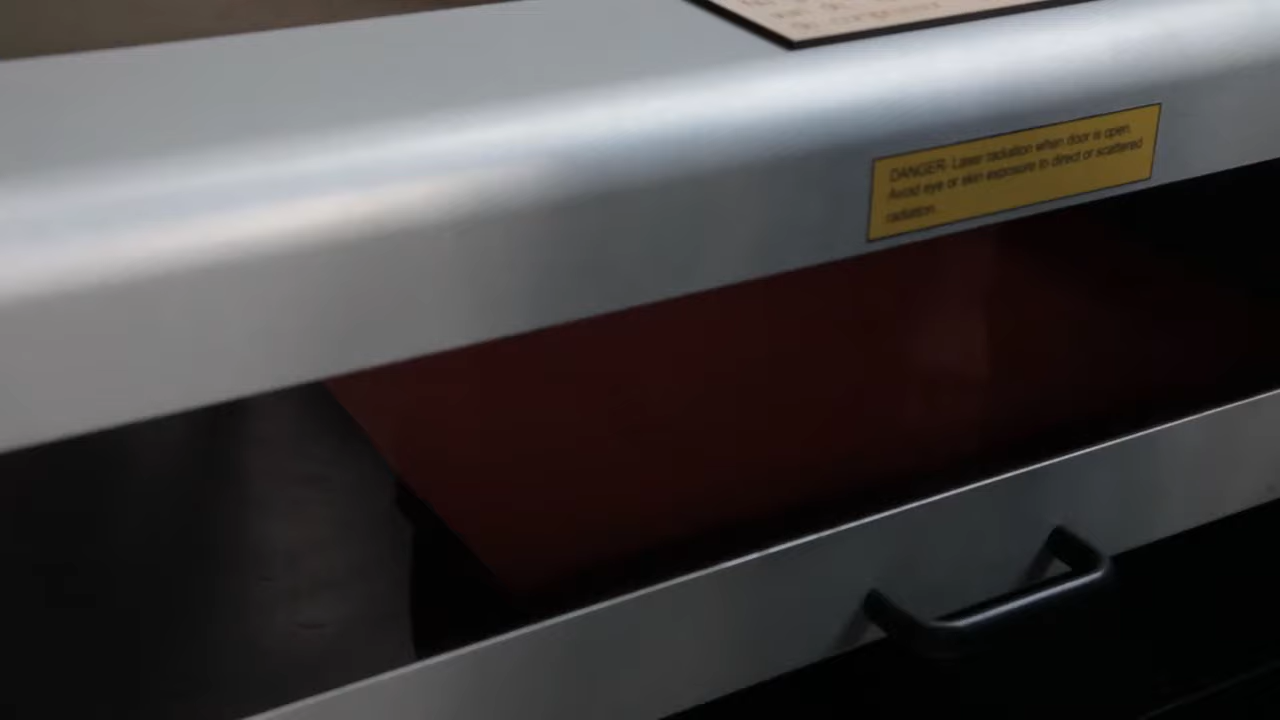 DANGER- Laser radiation when door is open.
Avoid eye or skin exposure to direct or scattered
radiation.